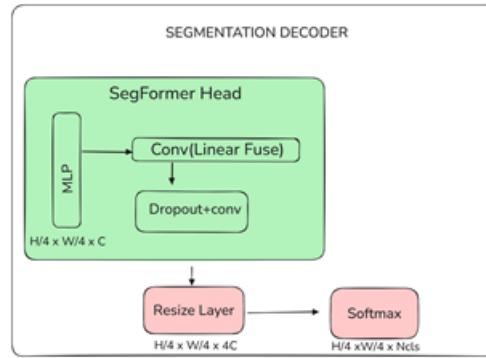 SEGMENTATION DECODER
SegFormer Head
MLP
Conv(Linear Fuse)
Dropout+conv
H/4 x W/4 x C
Resize Layer
Softmax
H/4 x W/4 x 4C
H/4 xW/4 x Ncls